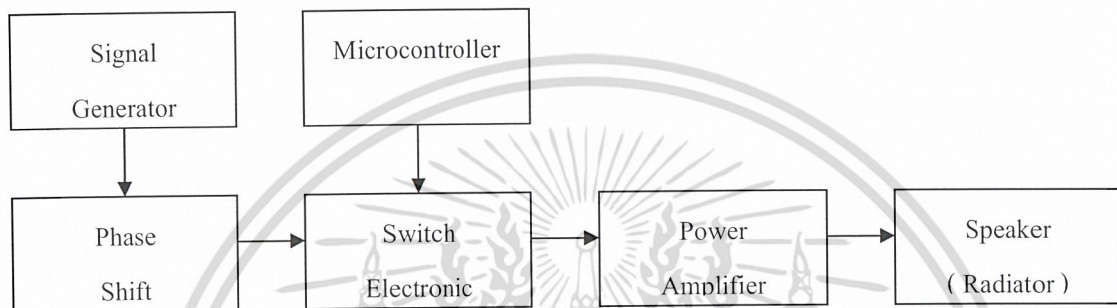 Signal
Generator
Microcontroller
Phase
Shift
Switch
Electronic
Power
Amplifier
Speaker
( Radiator )